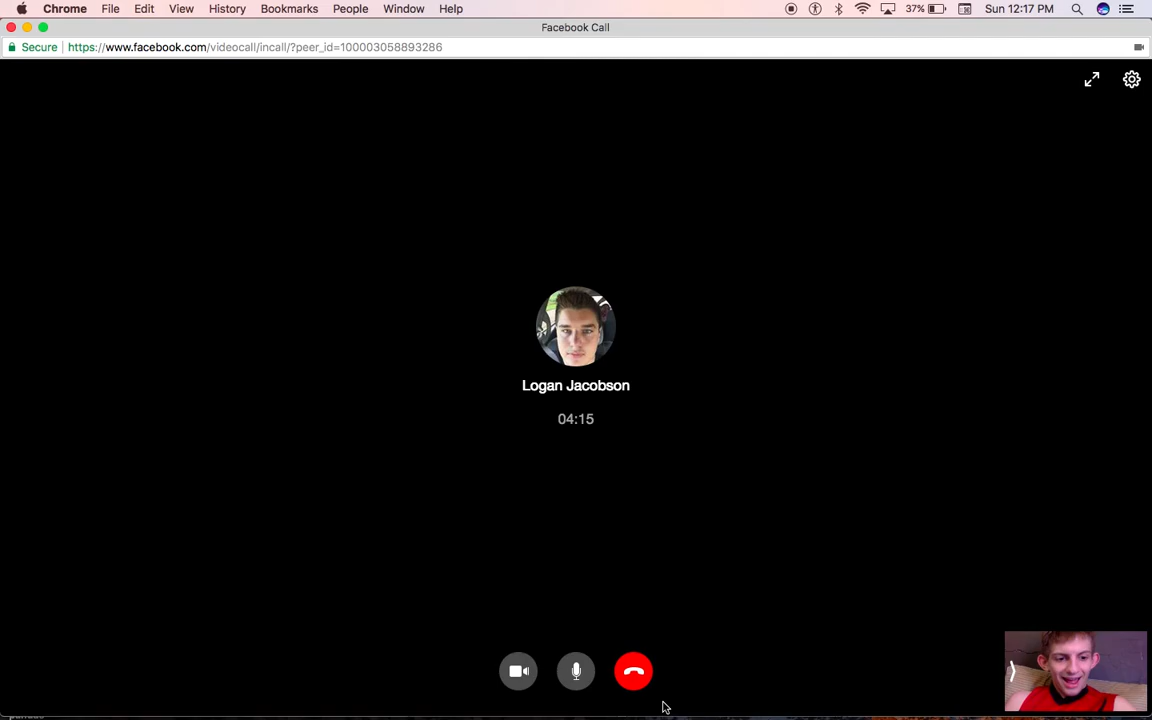 Chrome File Edit View History Bookmarks People Window Help 37% Sun 12:17 PM
Facebook Call
Secure https://www.facebook.com/videocall/incall/?peer_id=100003058893286
Logan Jacobson
04:15